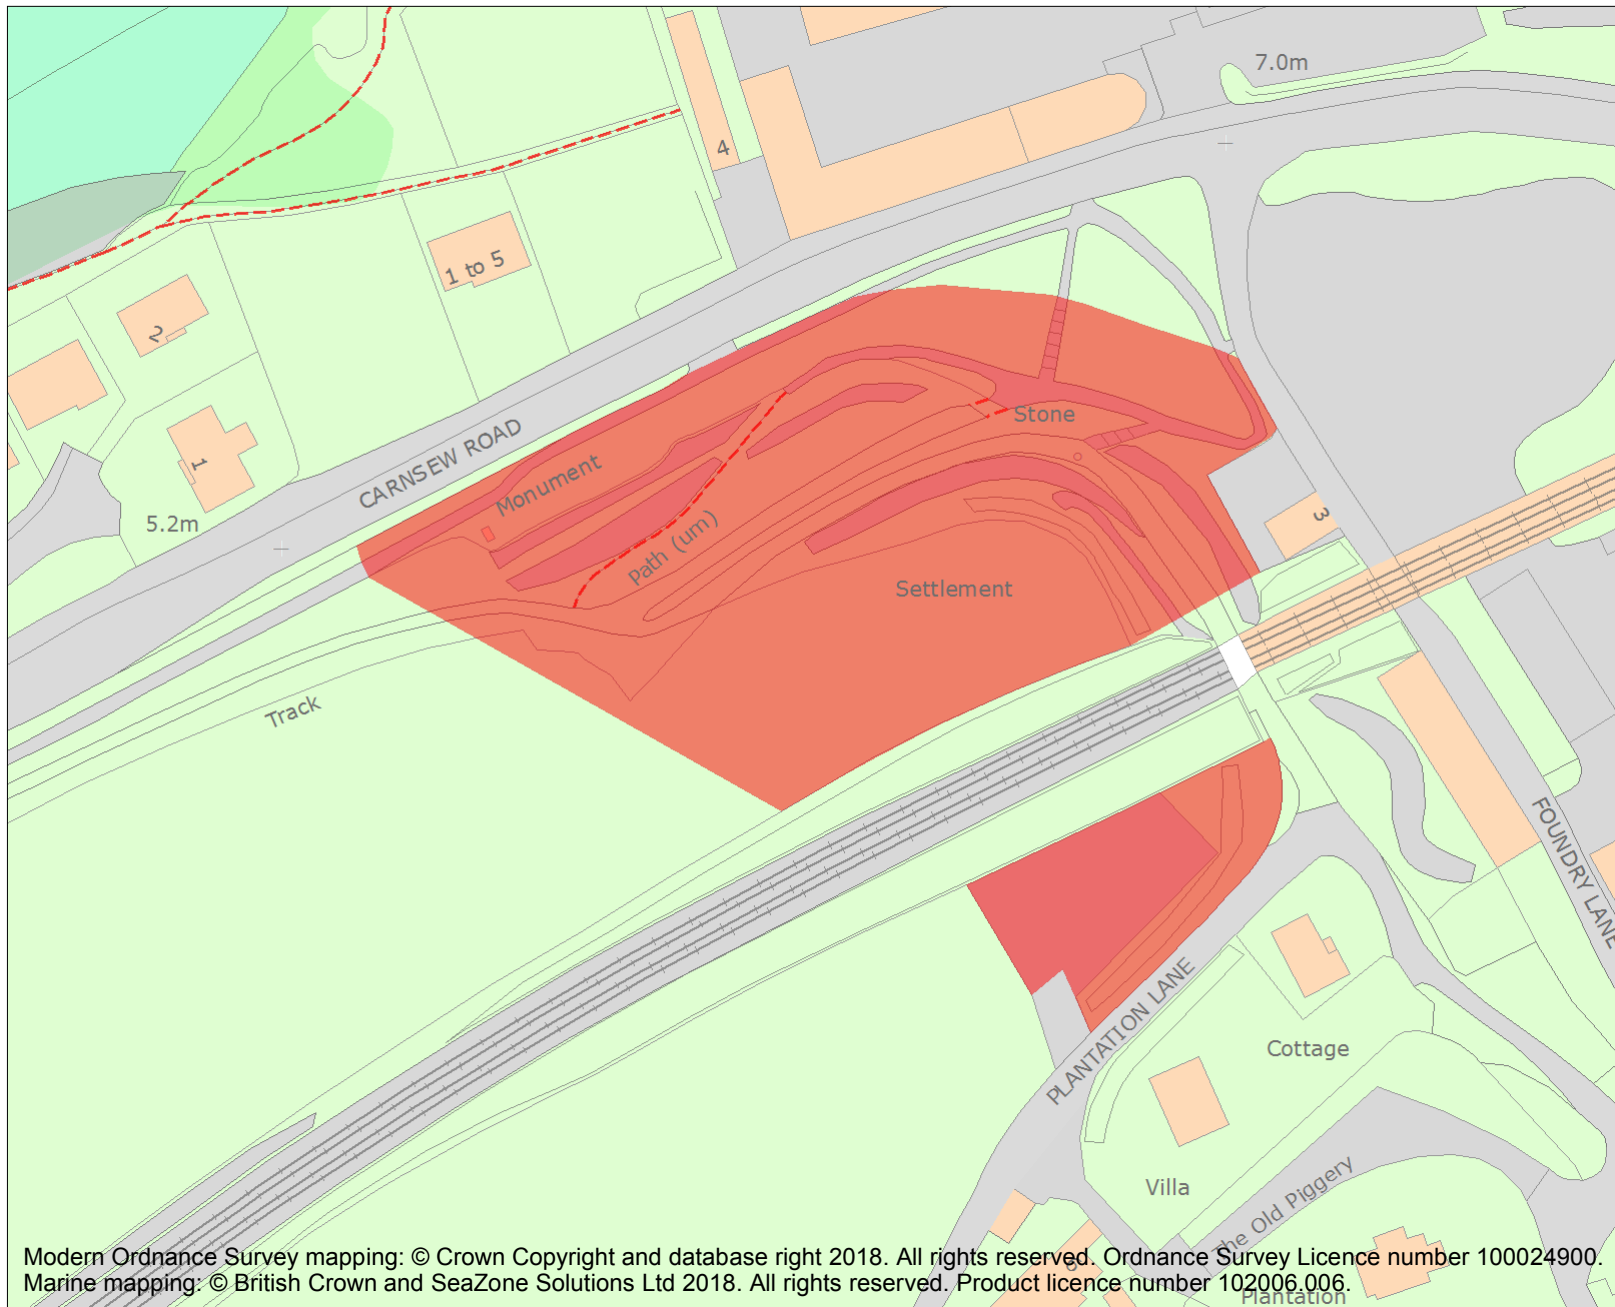 7.0m
4
1 to 5
2
1
CARNSEW ROAD
Stone
Monument
5.2m
3
Path (um)
Settlement
Track
FOUNDRY LANE
PLANTATION LANE
Cottage
Villa
The Old Piggery
Modern Ordnance Survey mapping: © Crown Copyright and database right 2018. All rights reserved. Ordnance Survey Licence number 100024900.
Marine mapping: © British Crown and SeaZone Solutions Ltd 2018. All rights reserved. Product licence number 102006.006.
Plantation